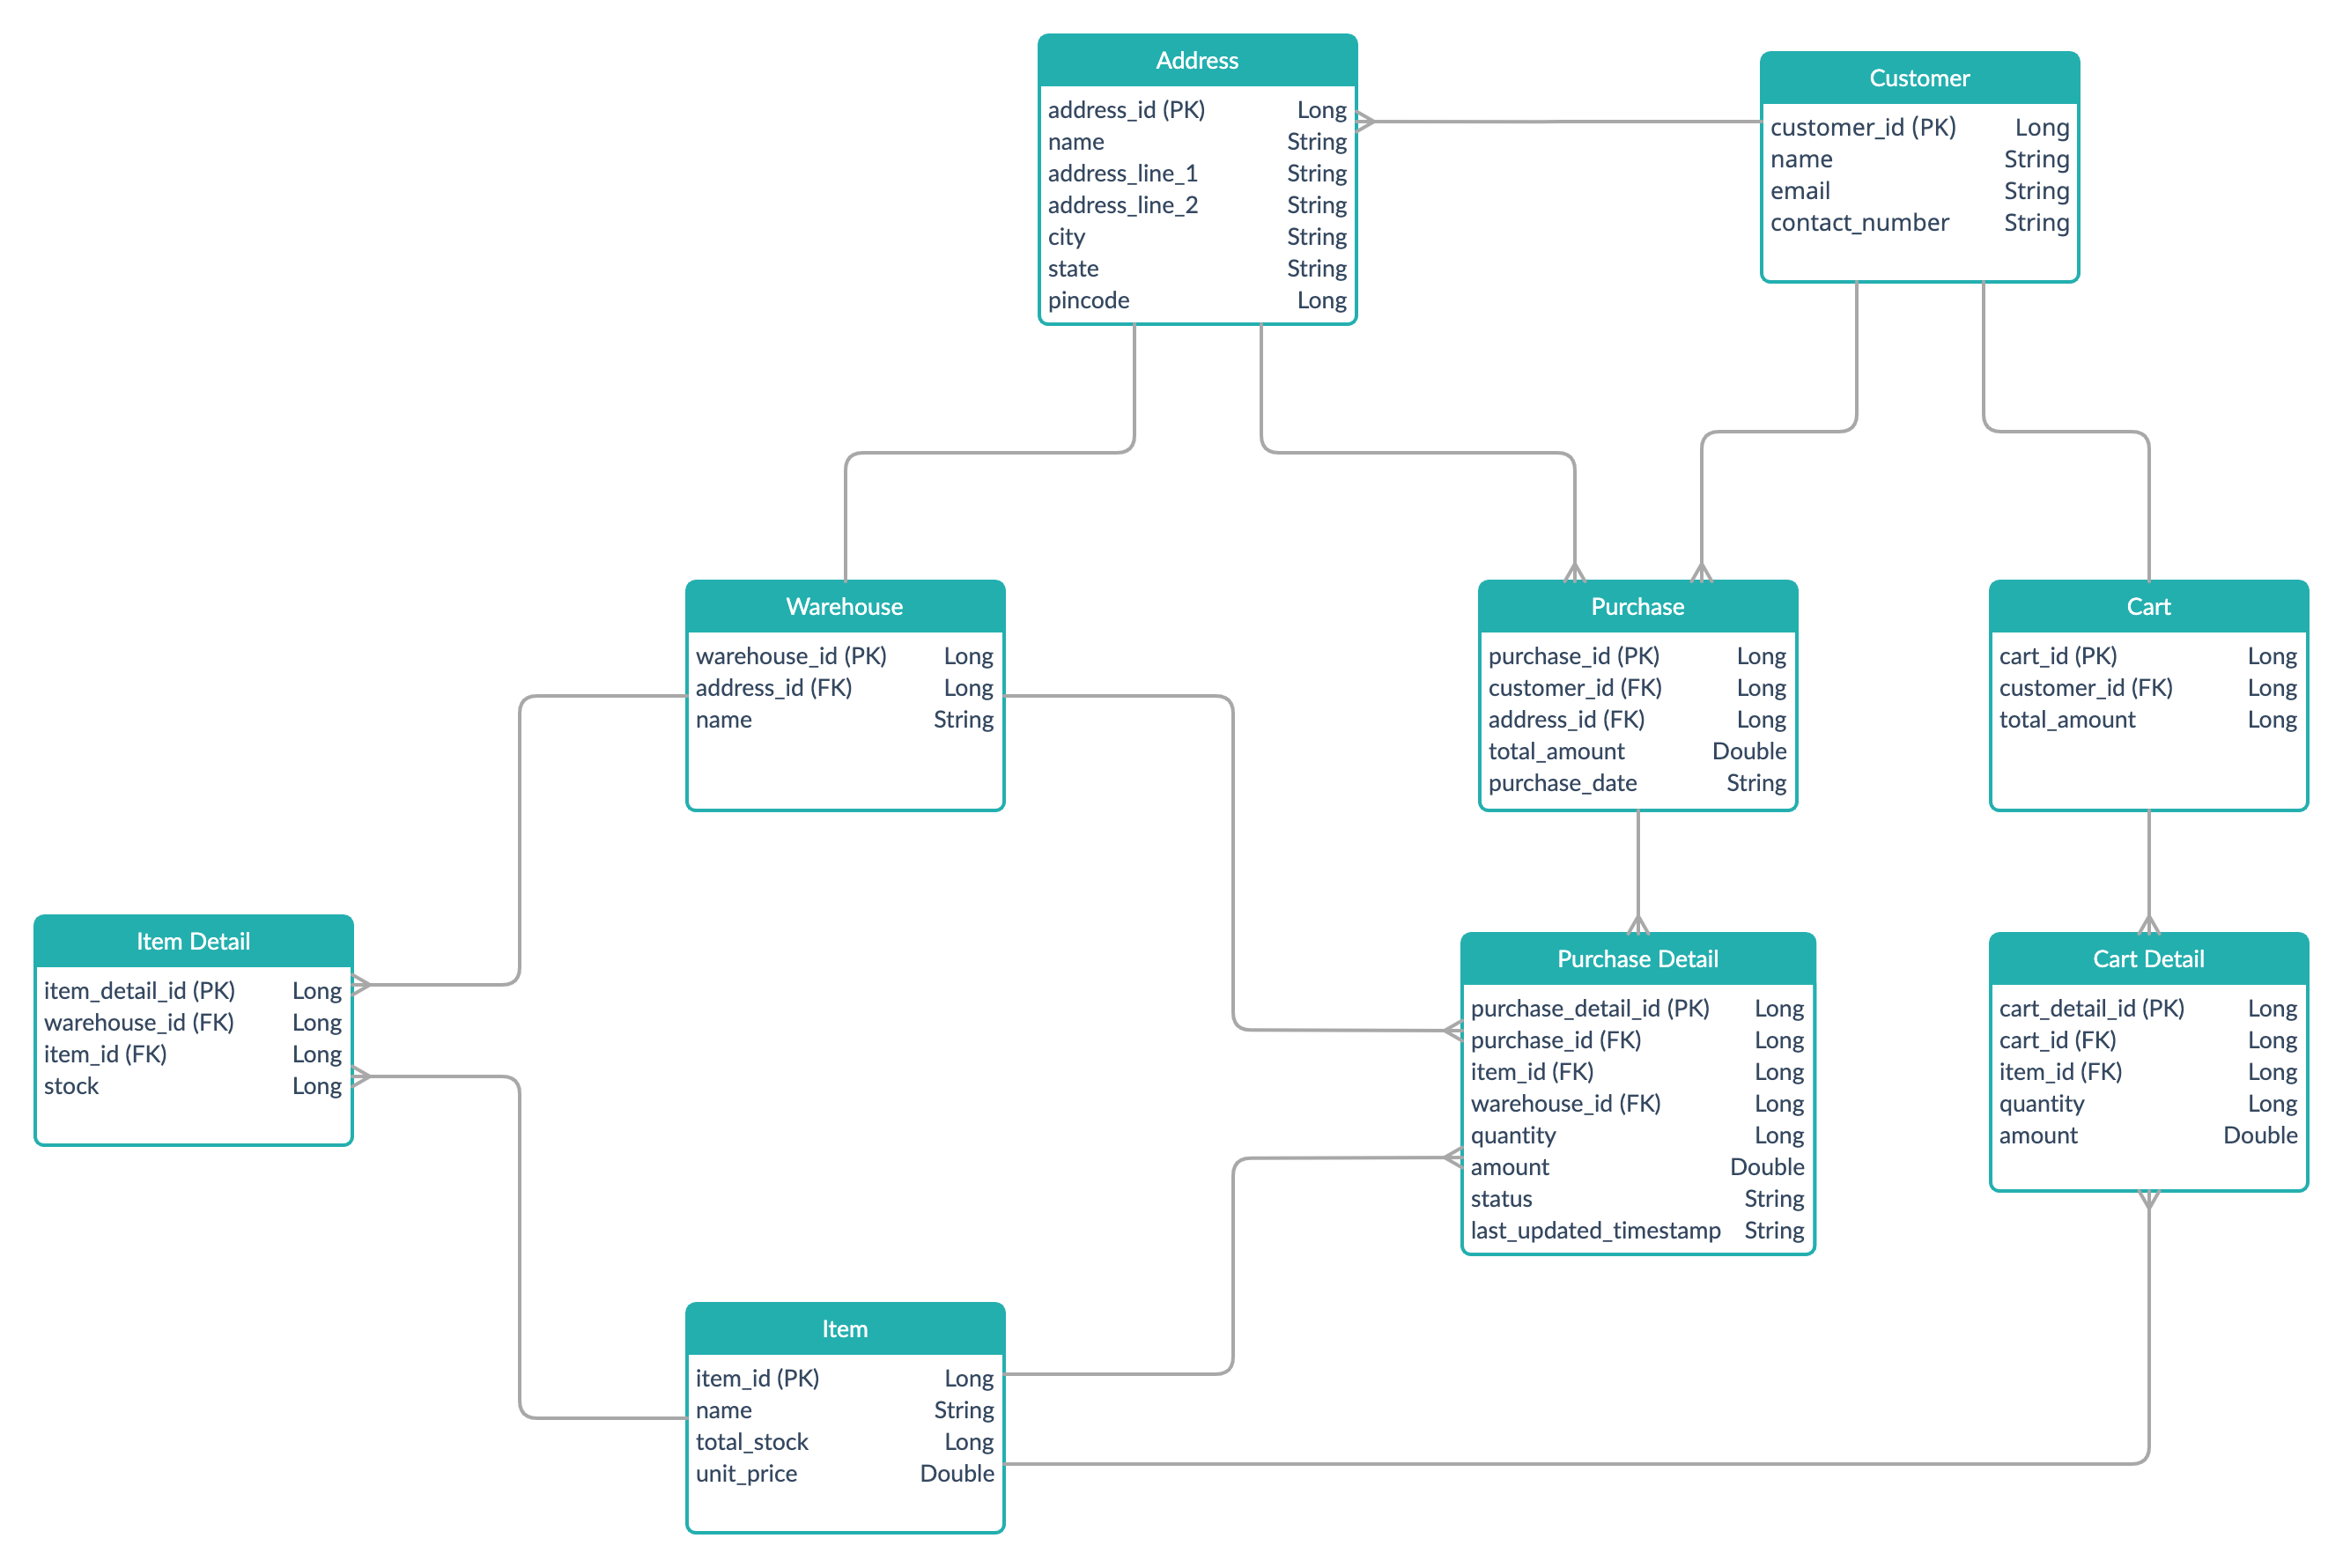 Address
address_id (PK) Long
name String
address_line_1 String
address_line_2 String
city String
state String
pincode Long
Customer
customer_id (PK) Long
name String
email String
contact_number String
Warehouse
warehouse_id (PK) Long
address_id (FK) Long
name String
Purchase
purchase_id (PK) Long
customer_id (FK) Long
address_id (FK) Long
total_amount Double
purchase_date String
Cart
cart_id (PK) Long
customer_id (FK) Long
total_amount Long
Item Detail
item_detail_id (PK) Long
warehouse_id (FK) Long
item_id (FK) Long
stock Long
Purchase Detail
purchase_detail_id (PK) Long
purchase_id (FK) Long
item_id (FK) Long
warehouse_id (FK) Long
quantity Long
amount Double
status String
last_updated_timestamp String
Cart Detail
cart_detail_id (PK) Long
cart_id (FK) Long
item_id (FK) Long
quantity Long
amount Double
Item
item_id (PK) Long
name String
total_stock Long
unit_price Double